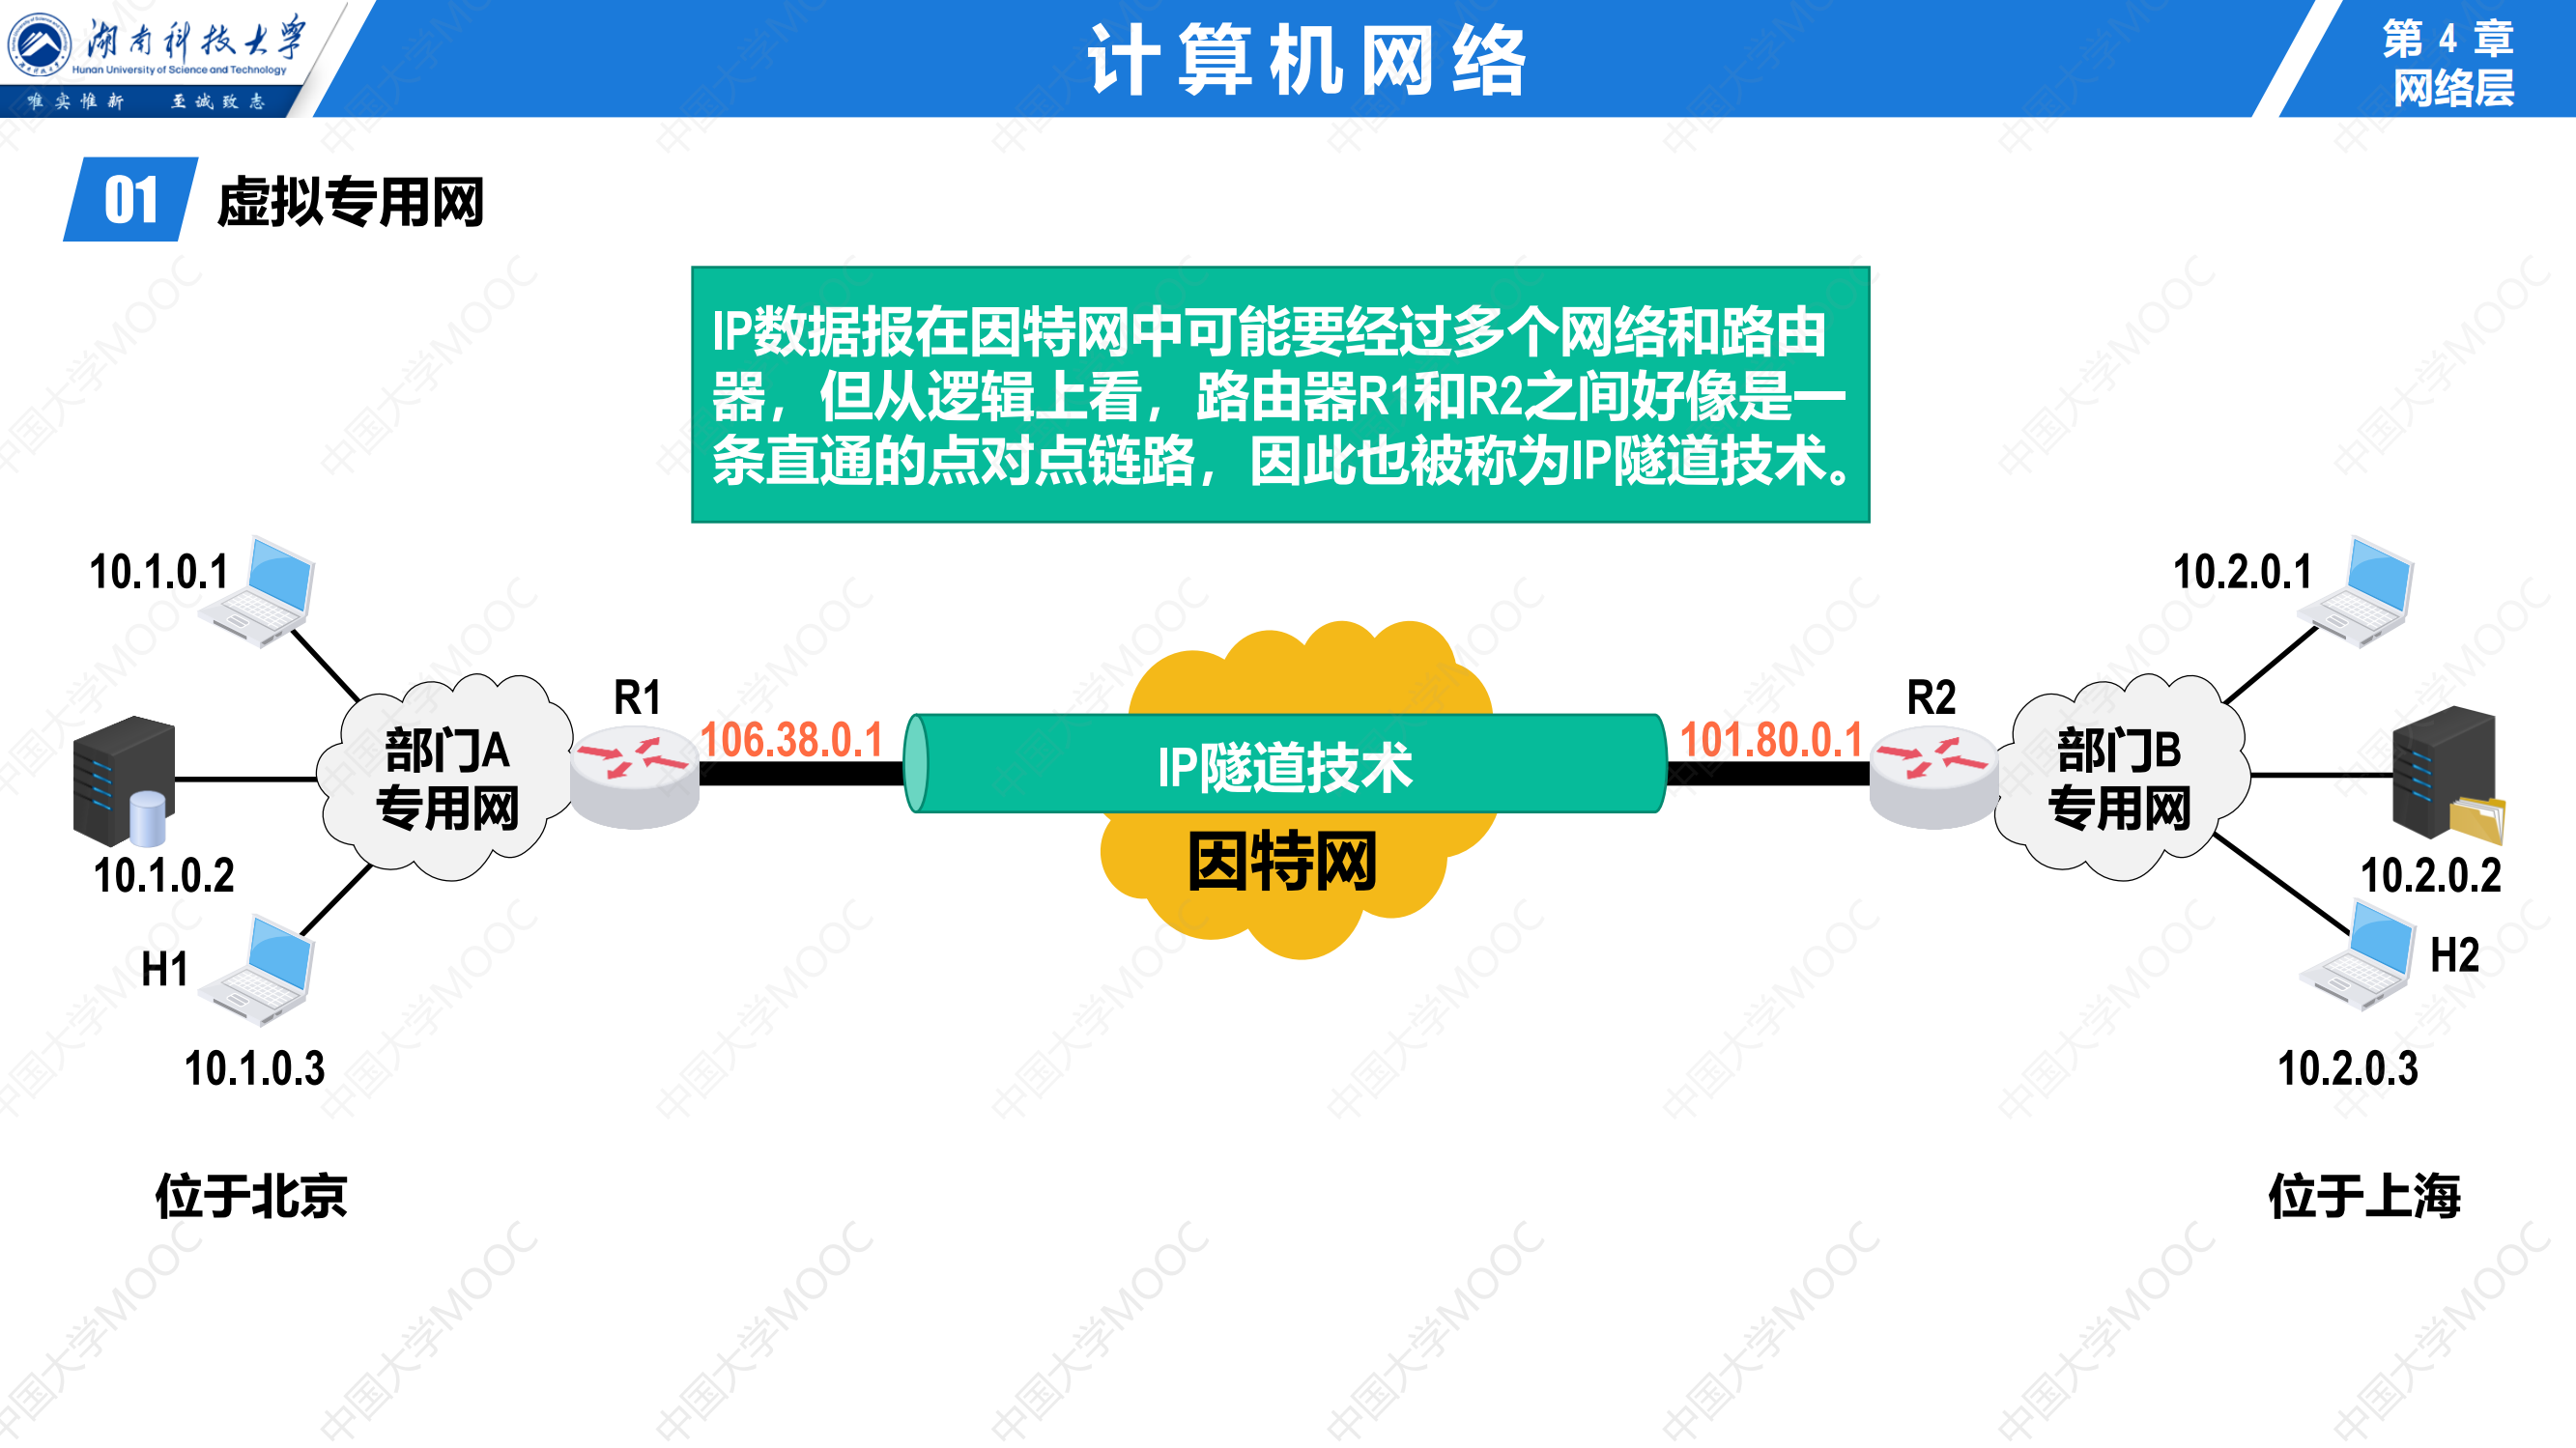 湖南科技大学
Hunan University of Science and Technology
唯实惟新 至诚致志
计算机网络
第 4 章
网络层
01 虚拟专用网
IP数据报在因特网中可能要经过多个网络和路由
器，但从逻辑上看，路由器R1和R2之间好像是一
条直通的点对点链路，因此也被称为IP隧道技术。
10.1.0.1
10.2.0.1
R1
R2
106.38.0.1
101.80.0.1
部门A
专用网
IP隧道技术
部门B
专用网
因特网
10.1.0.2
10.2.0.2
H1
H2
10.1.0.3
10.2.0.3
位于北京
位于上海
中国大学MOOC